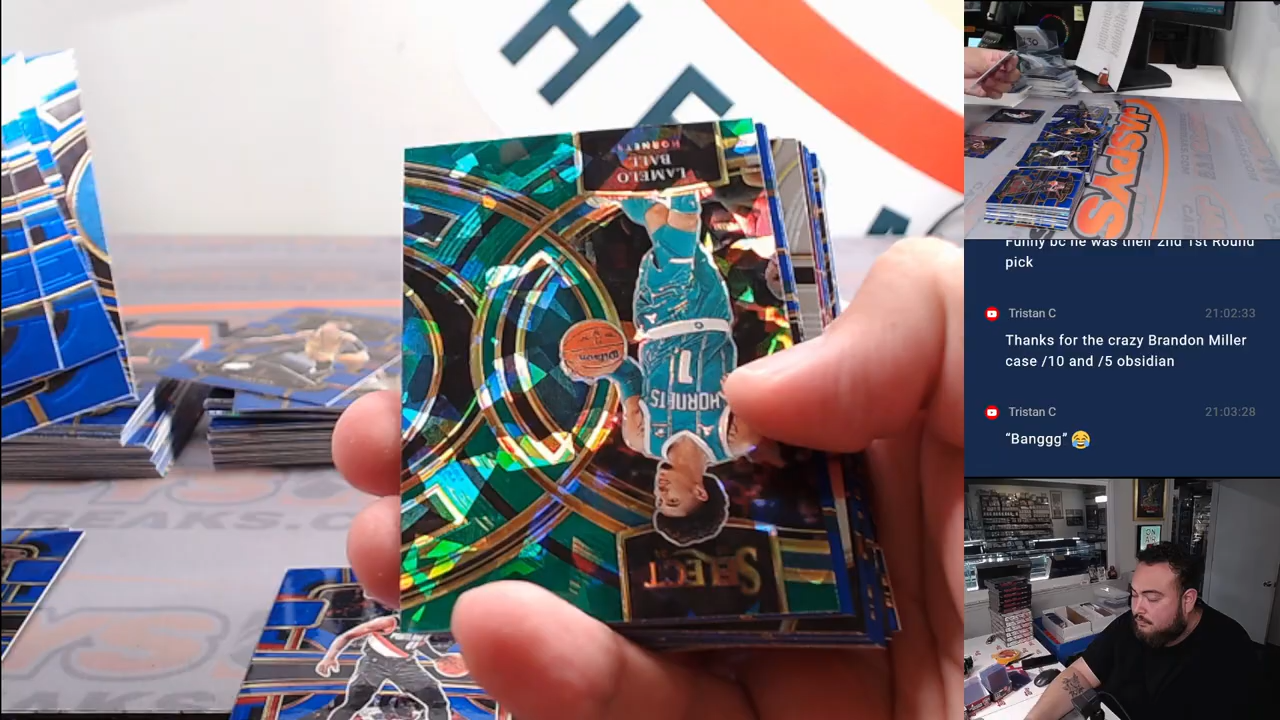 H
LAMELO
BALL
HORNETS
Wilson
HORNETS
1
SELECT
JASPYS
Funny bc he was their 2nd 1st Round
pick
Tristan C 21:02:33
Thanks for the crazy Brandon Miller
case /10 and /5 obsidian
Tristan C 21:03:28
“Banggg” 😂